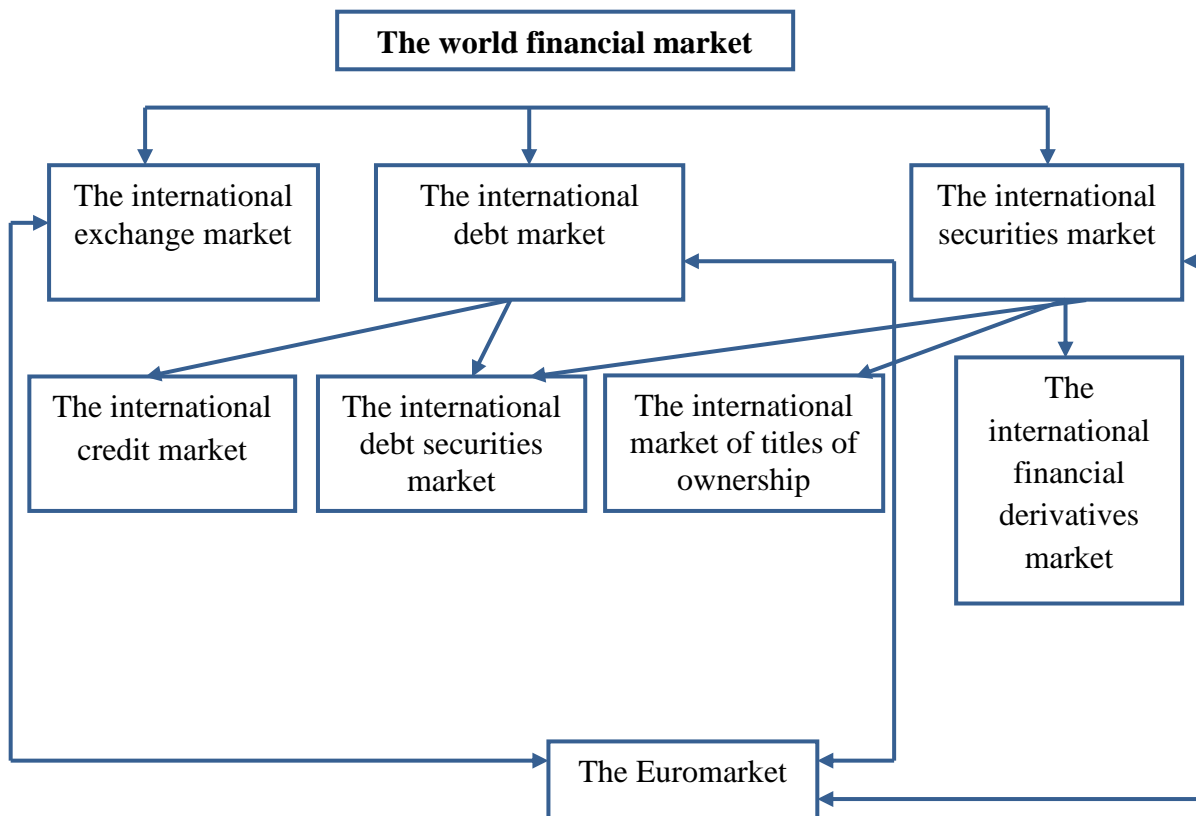 The world financial market
The international
exchange market
The international
debt market
The international
securities market
The international
credit market
The international
debt securities
market
The international
market of titles of
ownership
The
international
financial
derivatives
market
The Euromarket